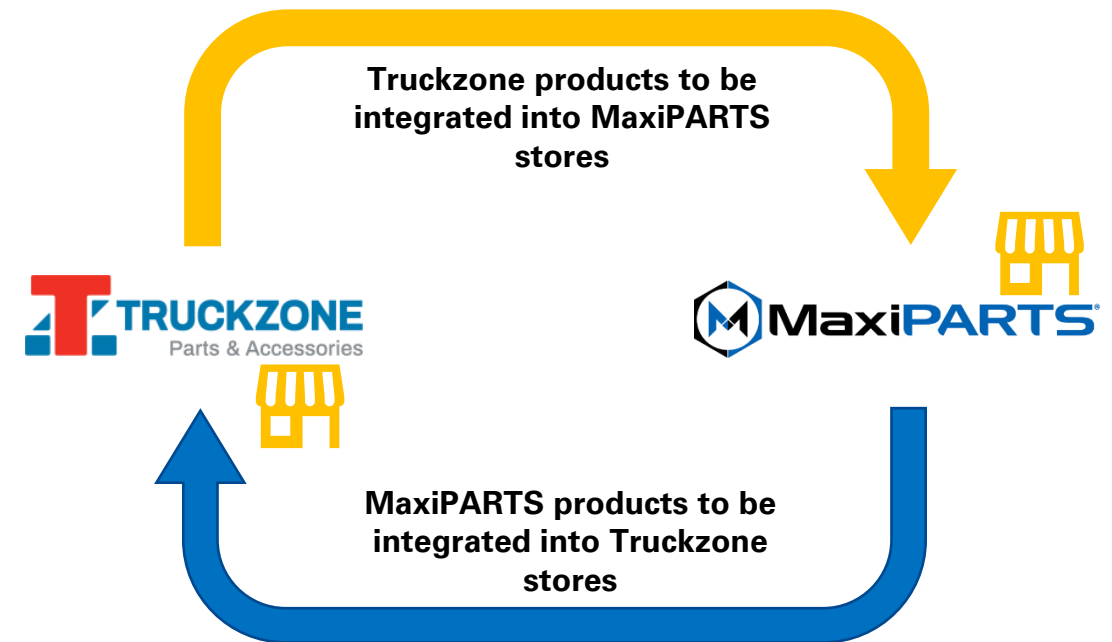 Truckzone products to be
integrated into MaxiPARTS
stores
TRUCKZONE
Parts & Accessories
MaxiPARTS®
MaxiPARTS products to be
integrated into Truckzone
stores